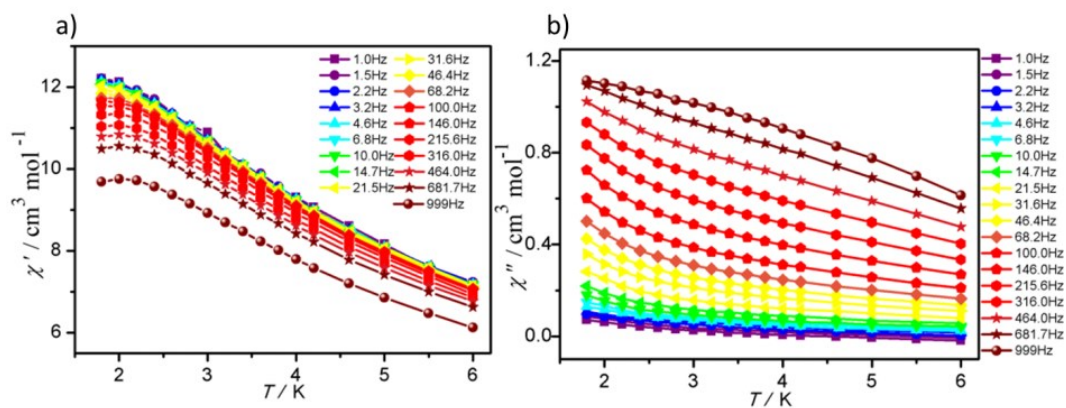 a)
χ′ / cm³ mol⁻¹
12
10
8
6
2
3
4
5
6
T / K
1.0Hz
1.5Hz
2.2Hz
3.2Hz
4.6Hz
6.8Hz
10.0Hz
14.7Hz
21.5Hz
31.6Hz
46.4Hz
68.2Hz
100.0Hz
146.0Hz
215.6Hz
316.0Hz
464.0Hz
681.7Hz
999Hz
b)
χ″ / cm³ mol⁻¹
1.2
0.8
0.4
0.0
2
3
4
5
6
T / K
1.0Hz
1.5Hz
2.2Hz
3.2Hz
4.6Hz
6.8Hz
10.0Hz
14.7Hz
21.5Hz
31.6Hz
46.4Hz
68.2Hz
100.0Hz
146.0Hz
215.6Hz
316.0Hz
464.0Hz
681.7Hz
999Hz